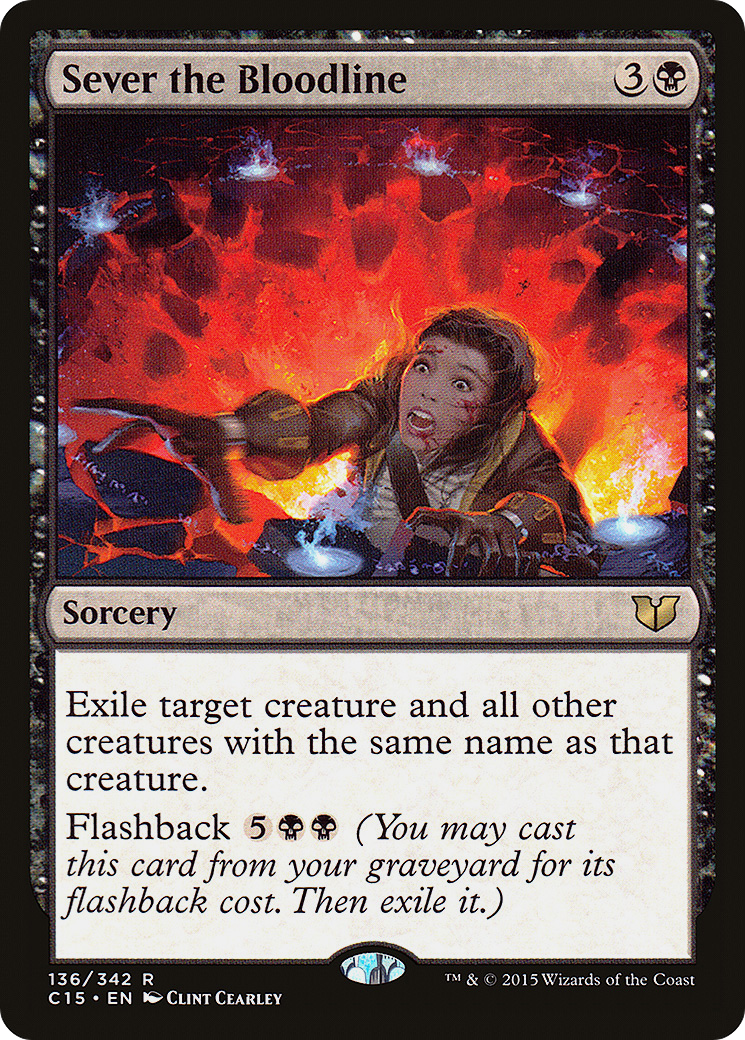 Sever the Bloodline 3
Sorcery
Exile target creature and all other
creatures with the same name as that
creature.
Flashback 5 (You may cast
this card from your graveyard for its
flashback cost. Then exile it.)
136/342 R
C15 • EN Clint Cearley
™ & © 2015 Wizards of the Coast